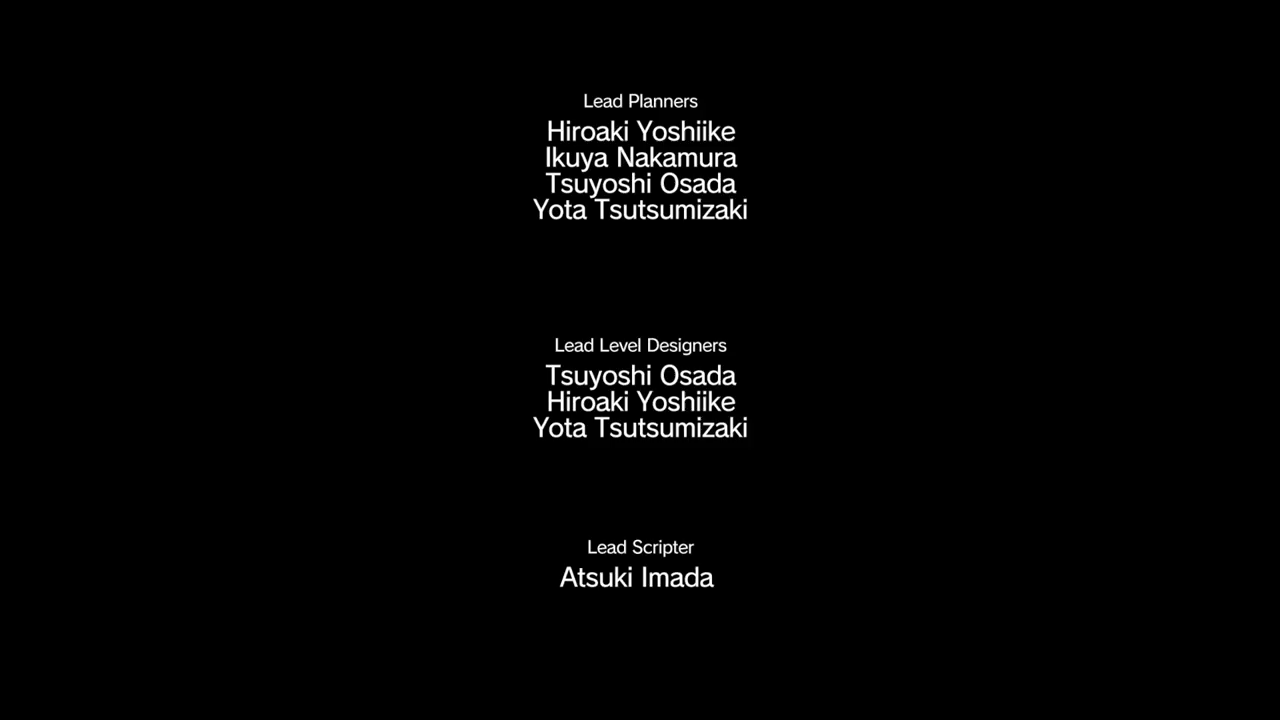 Lead Planners
Hiroaki Yoshiike
Ikuya Nakamura
Tsuyoshi Osada
Yota Tsutsumizaki
Lead Level Designers
Tsuyoshi Osada
Hiroaki Yoshiike
Yota Tsutsumizaki
Lead Scripter
Atsuki Imada